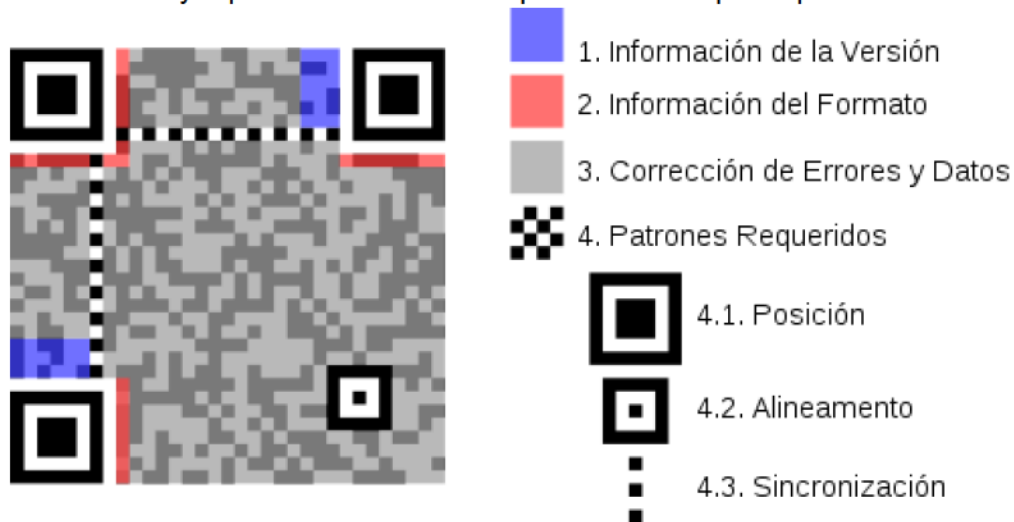 1. Información de la Versión
2. Información del Formato
3. Corrección de Errores y Datos
4. Patrones Requeridos
4.1. Posición
4.2. Alineamento
4.3. Sincronización